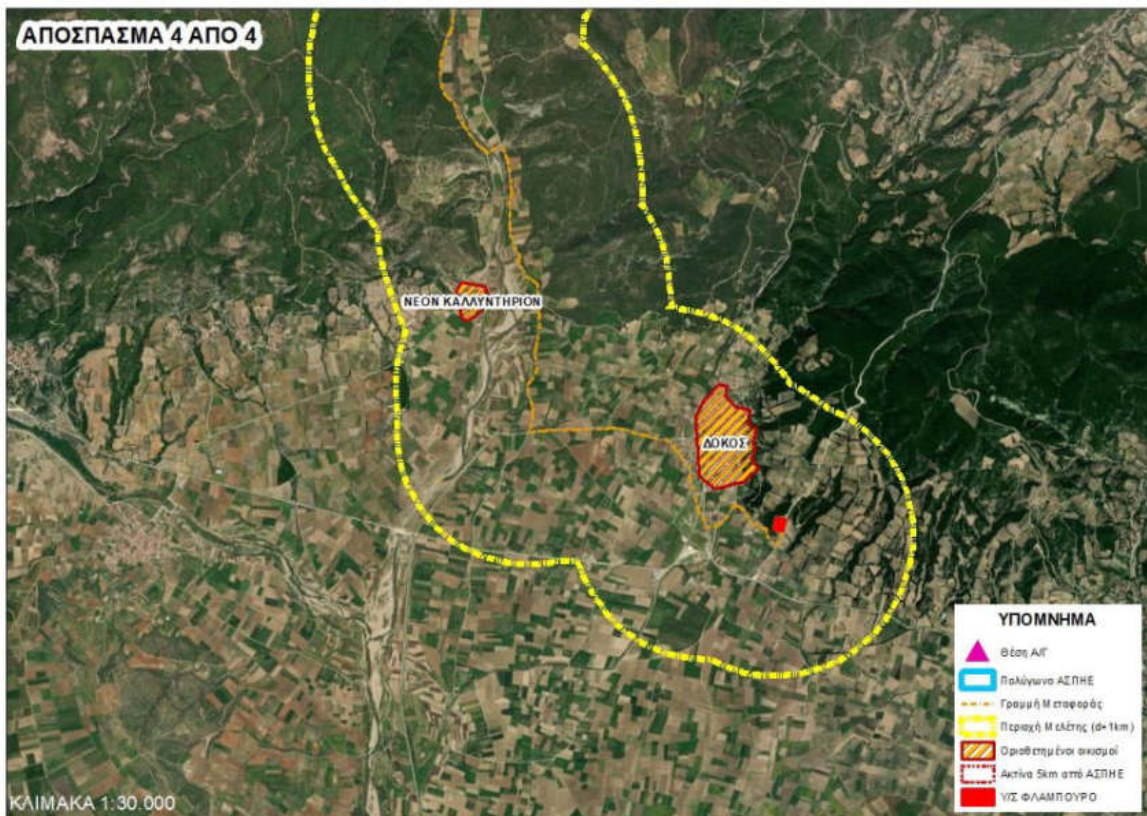 ΑΠΟΣΠΑΣΜΑ 4 ΑΠΟ 4
ΝΕΟΝ ΚΑΛΛΥΝΤΗΡΙΟΝ
ΔΟΚΟΣ
ΥΠΟΜΝΗΜΑ
Θέση Α/Γ
Πολύγωνο ΑΣΠΗΕ
Γραμμή Μεταφοράς
Περιοχή Μελέτης (d=1km)
Οριοθετημένοι οικισμοί
Ακτίνα 5km από ΑΣΠΗΕ
Υ/Σ ΦΛΑΜΠΟΥΡΟ
ΚΛΙΜΑΚΑ 1:30.000